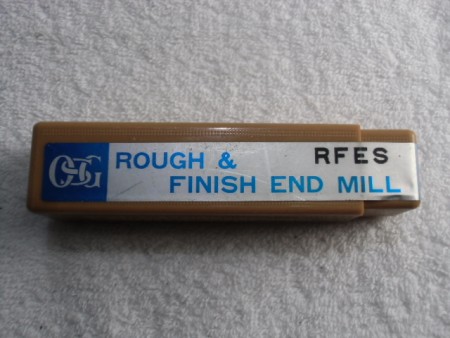 OSG
ROUGH & RFES
FINISH END MILL